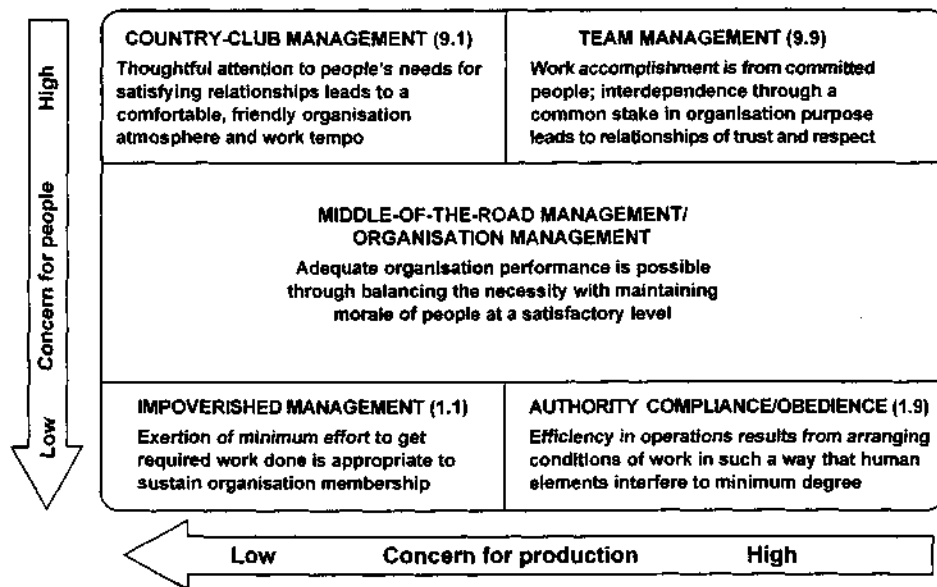 High
Concern for people
Low
COUNTRY-CLUB MANAGEMENT (9.1)
Thoughtful attention to people's needs for
satisfying relationships leads to a
comfortable, friendly organisation
atmosphere and work tempo
TEAM MANAGEMENT (9.9)
Work accomplishment is from committed
people; interdependence through a
common stake in organisation purpose
leads to relationships of trust and respect
MIDDLE-OF-THE-ROAD MANAGEMENT/
ORGANISATION MANAGEMENT
Adequate organisation performance is possible
through balancing the necessity with maintaining
morale of people at a satisfactory level
IMPOVERISHED MANAGEMENT (1.1)
Exertion of minimum effort to get
required work done is appropriate to
sustain organisation membership
AUTHORITY COMPLIANCE/OBEDIENCE (1.9)
Efficiency in operations results from arranging
conditions of work in such a way that human
elements interfere to minimum degree
Low Concern for production High